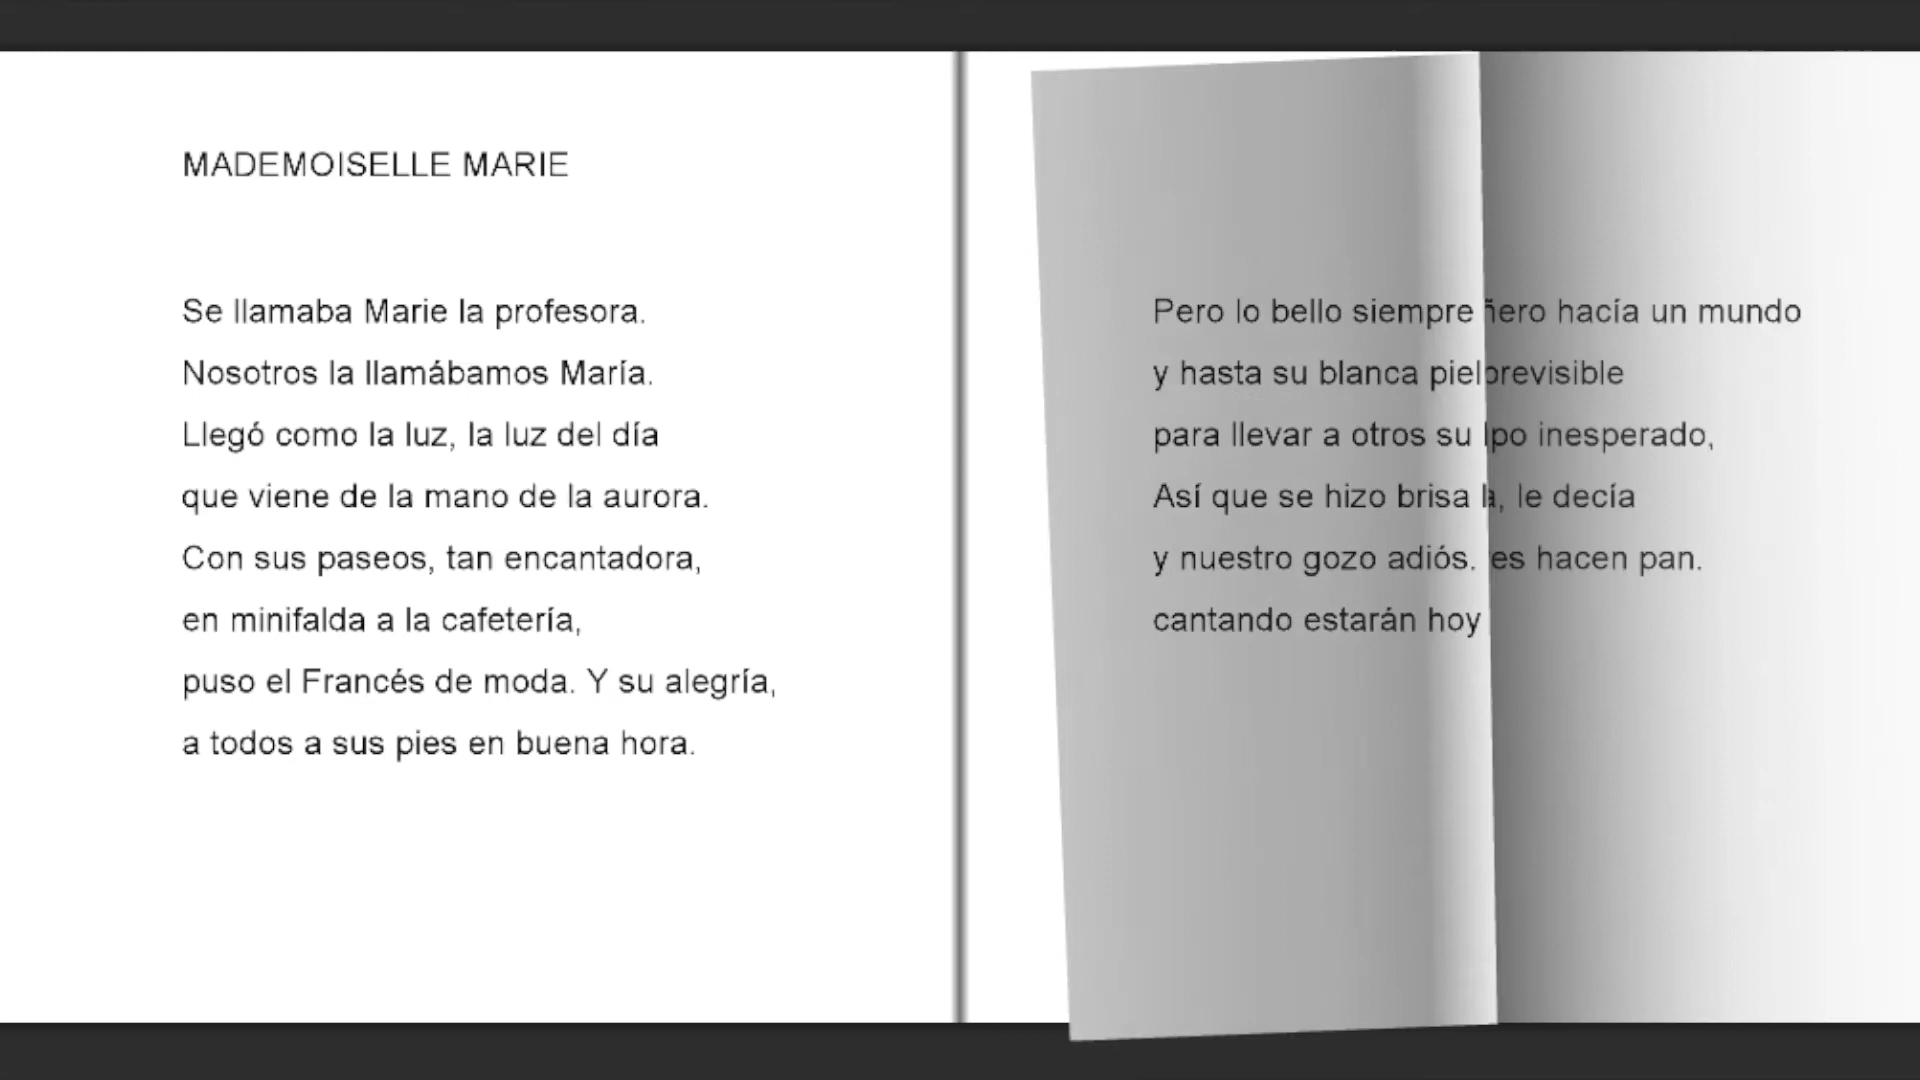 MADEMOISELLE MARIE
Se llamaba Marie la profesora.
Nosotros la llamábamos María.
Llegó como la luz, la luz del día
que viene de la mano de la aurora.
Con sus paseos, tan encantadora,
en minifalda a la cafetería,
puso el Francés de moda. Y su alegría,
a todos a sus pies en buena hora.
Pero lo bello siempre hacía un mundo
y hasta su blanca piel
para llevar a otros su inesperado,
Así que se hizo brisa le decía
y nuestro gozo adiós. hacen pan.
cantando estarán hoy